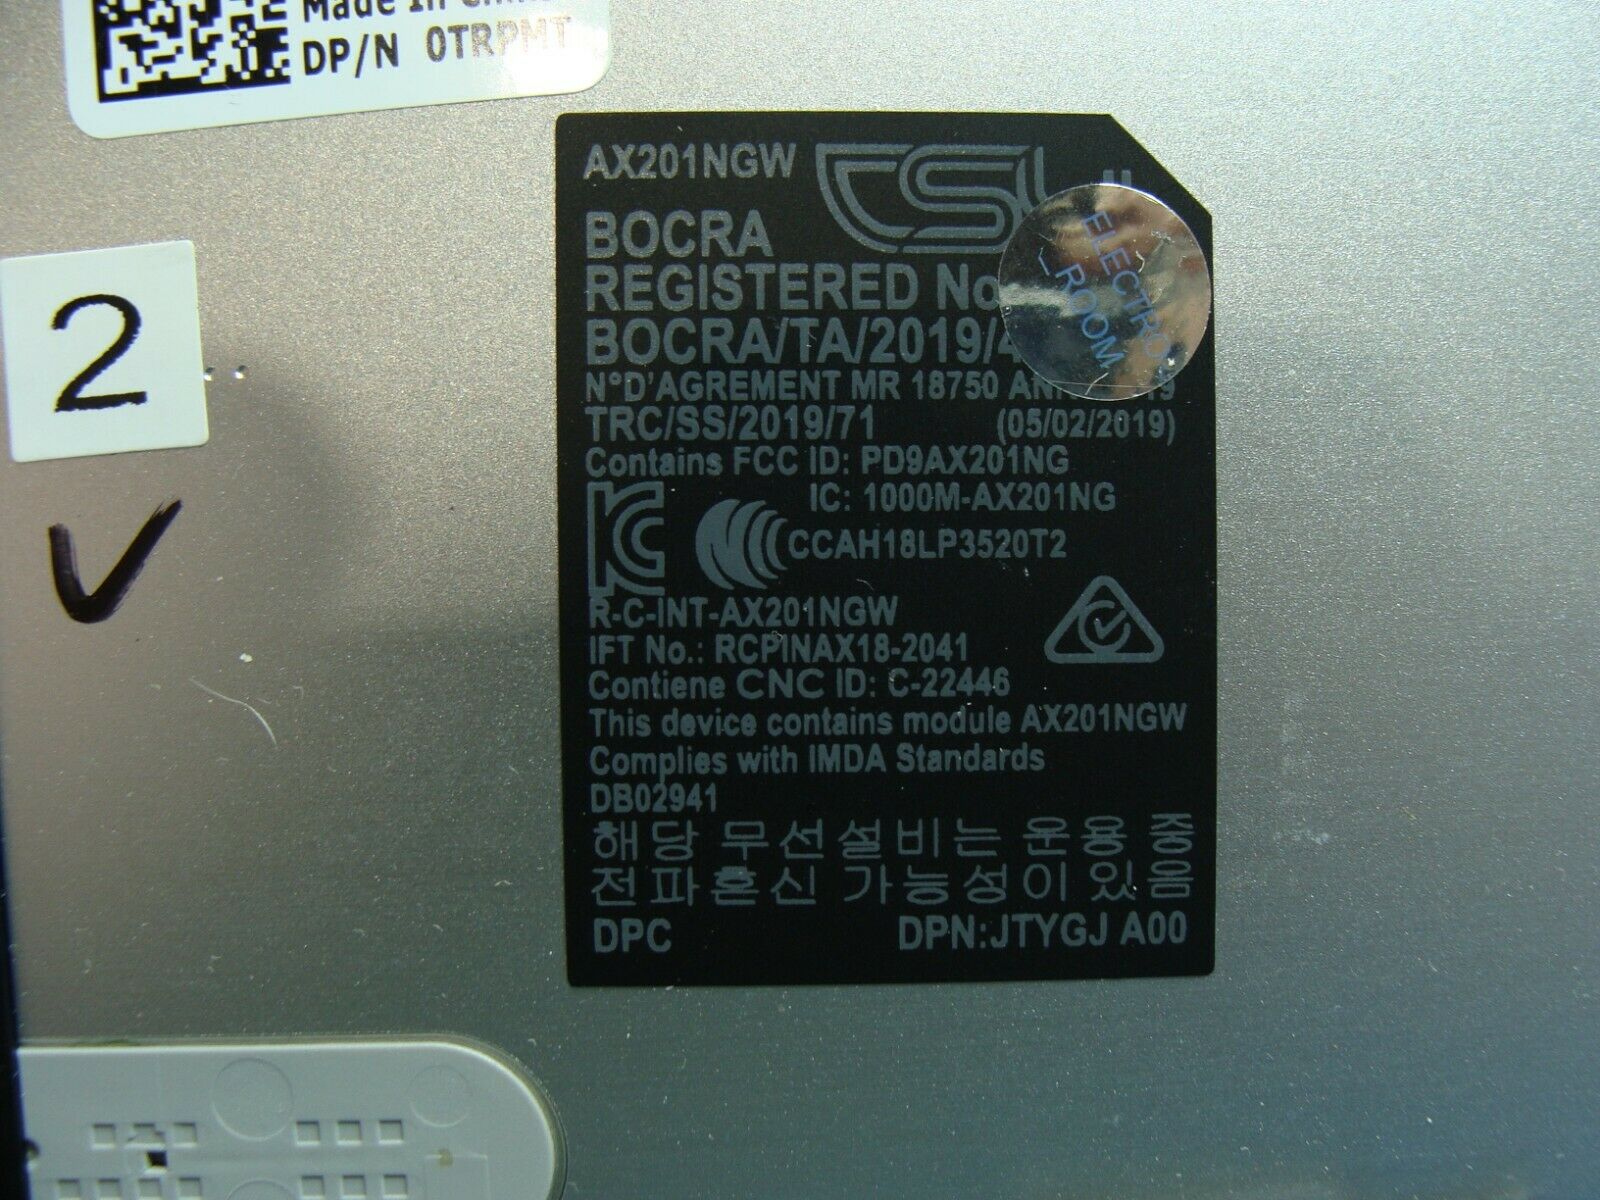 Made In
DP/N 0TRPMT
2
AX201NGW
BOCRA
REGISTERED No
BOCRA/TA/2019/4
N°D'AGREMENT MR 18750
TRC/SS/2019/71 (05/02/2019)
Contains FCC ID: PD9AX201NG
IC: 1000M-AX201NG
CCAH18LP3520T2
R-C-INT-AX201NGW
IFT No.: RCPINAX18-2041
Contiene CNC ID: C-22446
This device contains module AX201NGW
Complies with IMDA Standards
DB02941
해당 무선설비는 운용 중
전파혼신 가능성이 있음
DPC DPN:JTYGJ A00
ELECTRO
ROOM